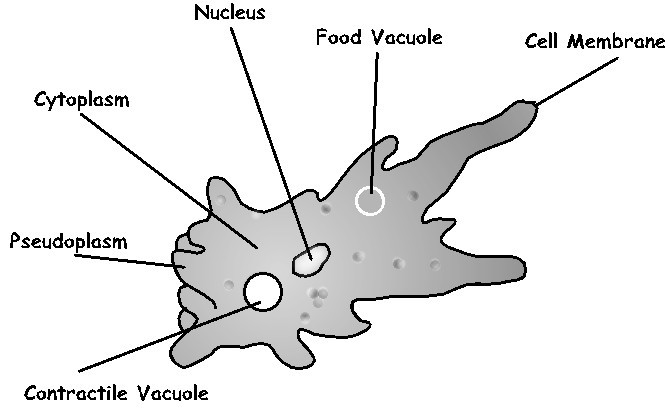 Nucleus
Food Vacuole
Cell Membrane
Cytoplasm
Pseudoplasm
Contractile Vacuole